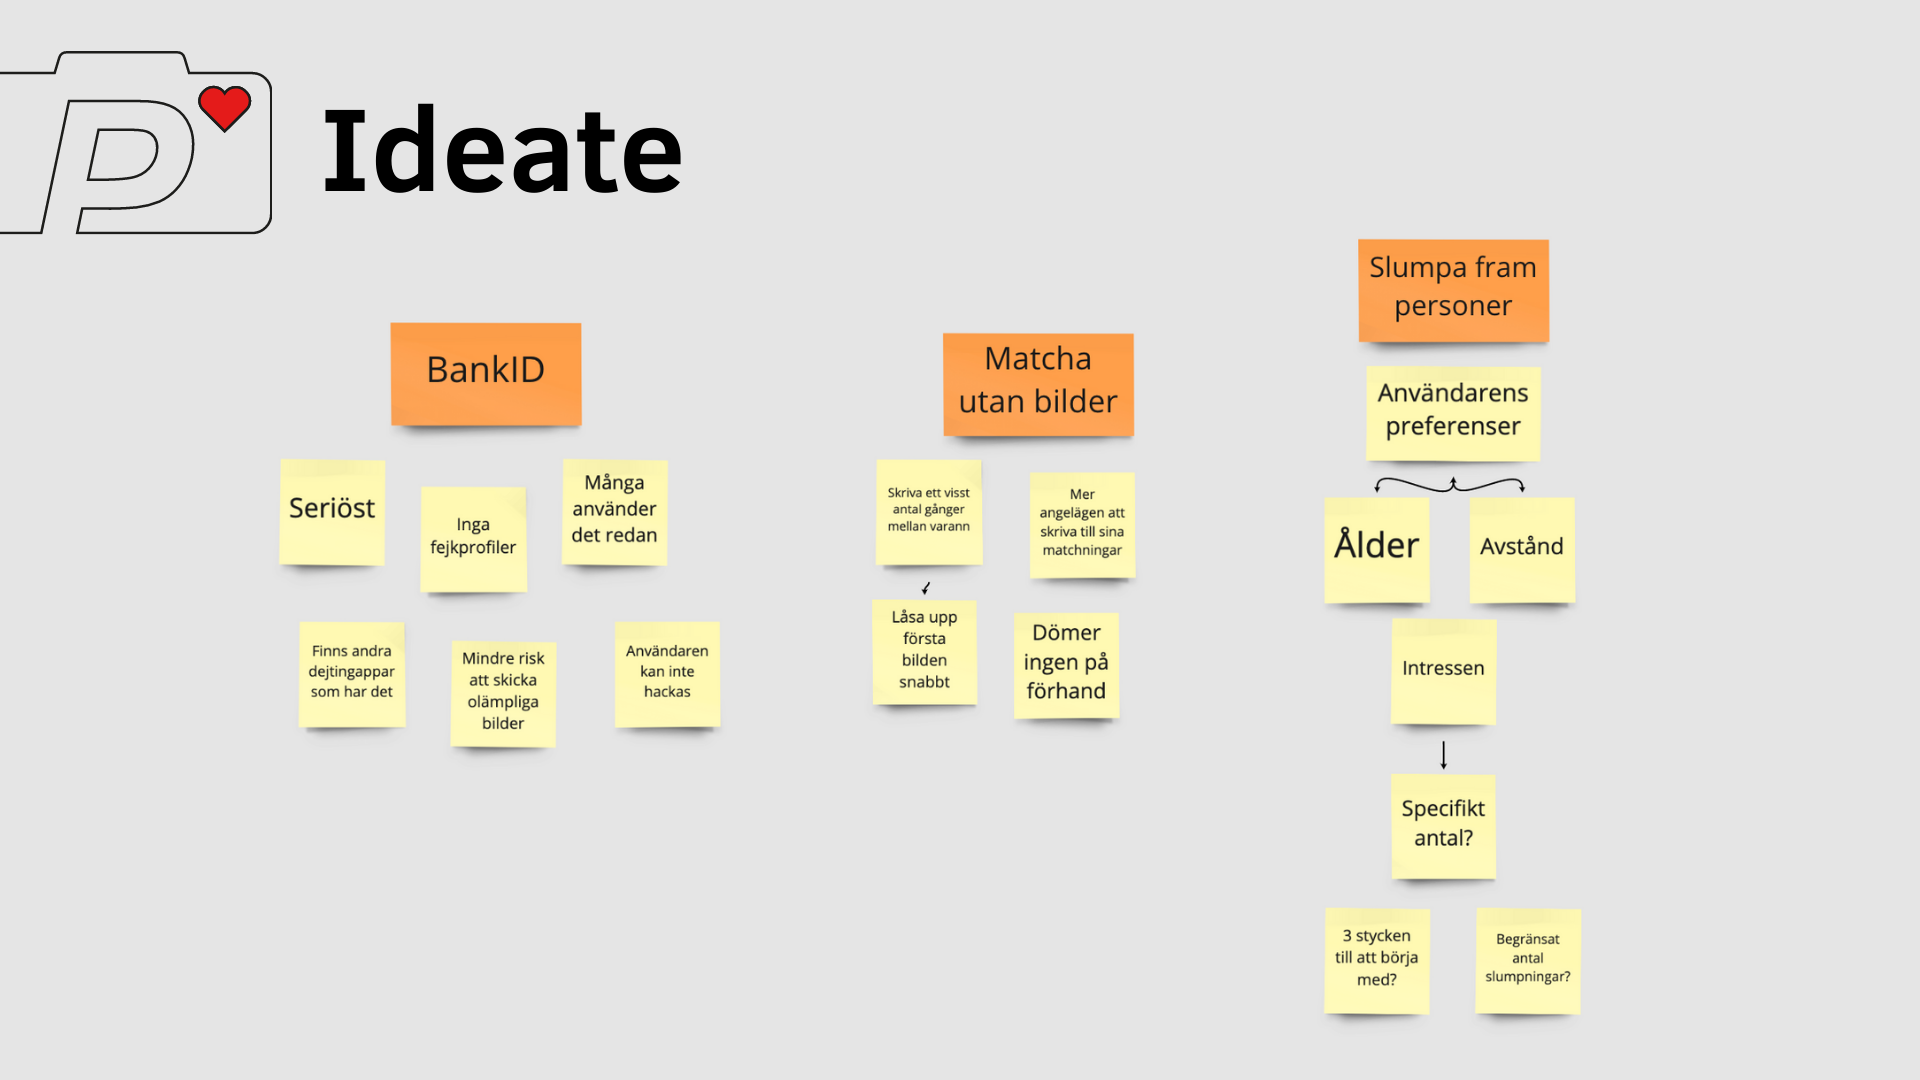 P
Ideate
BankID
Seriöst
Inga
fejkprofiler
Många
använder
det redan
Finns andra
dejtingappar
som har det
Mindre risk
att skicka
olämpliga
bilder
Användaren
kan inte
hackas
Matcha
utan bilder
Skriva ett visst
antal gånger
mellan varann
Mer
angelägen att
skriva till sina
matchningar
Låsa upp
första
bilden
snabbt
Dömer
ingen på
förhand
Slumpa fram
personer
Användarens
preferenser
Ålder
Avstånd
Intressen
Specifikt
antal?
3 stycken
till att börja
med?
Begränsat
antal
slumpningar?